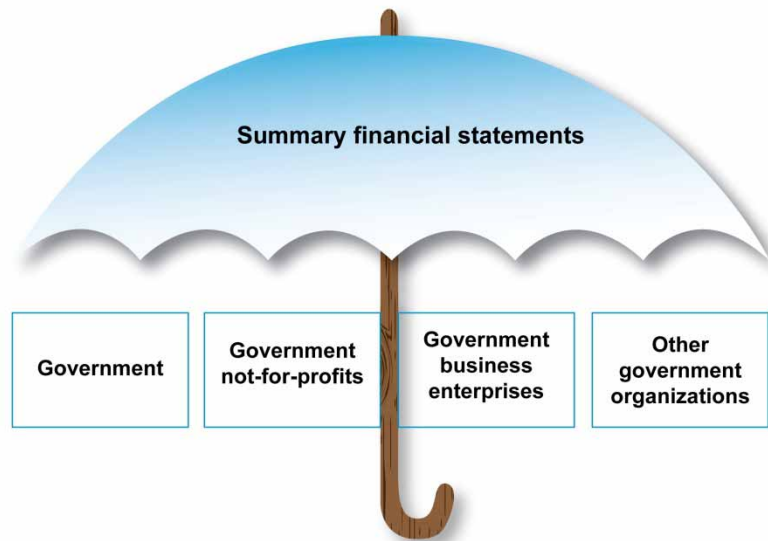 Summary financial statements
Government
Government
not-for-profits
Government
business
enterprises
Other
government
organizations